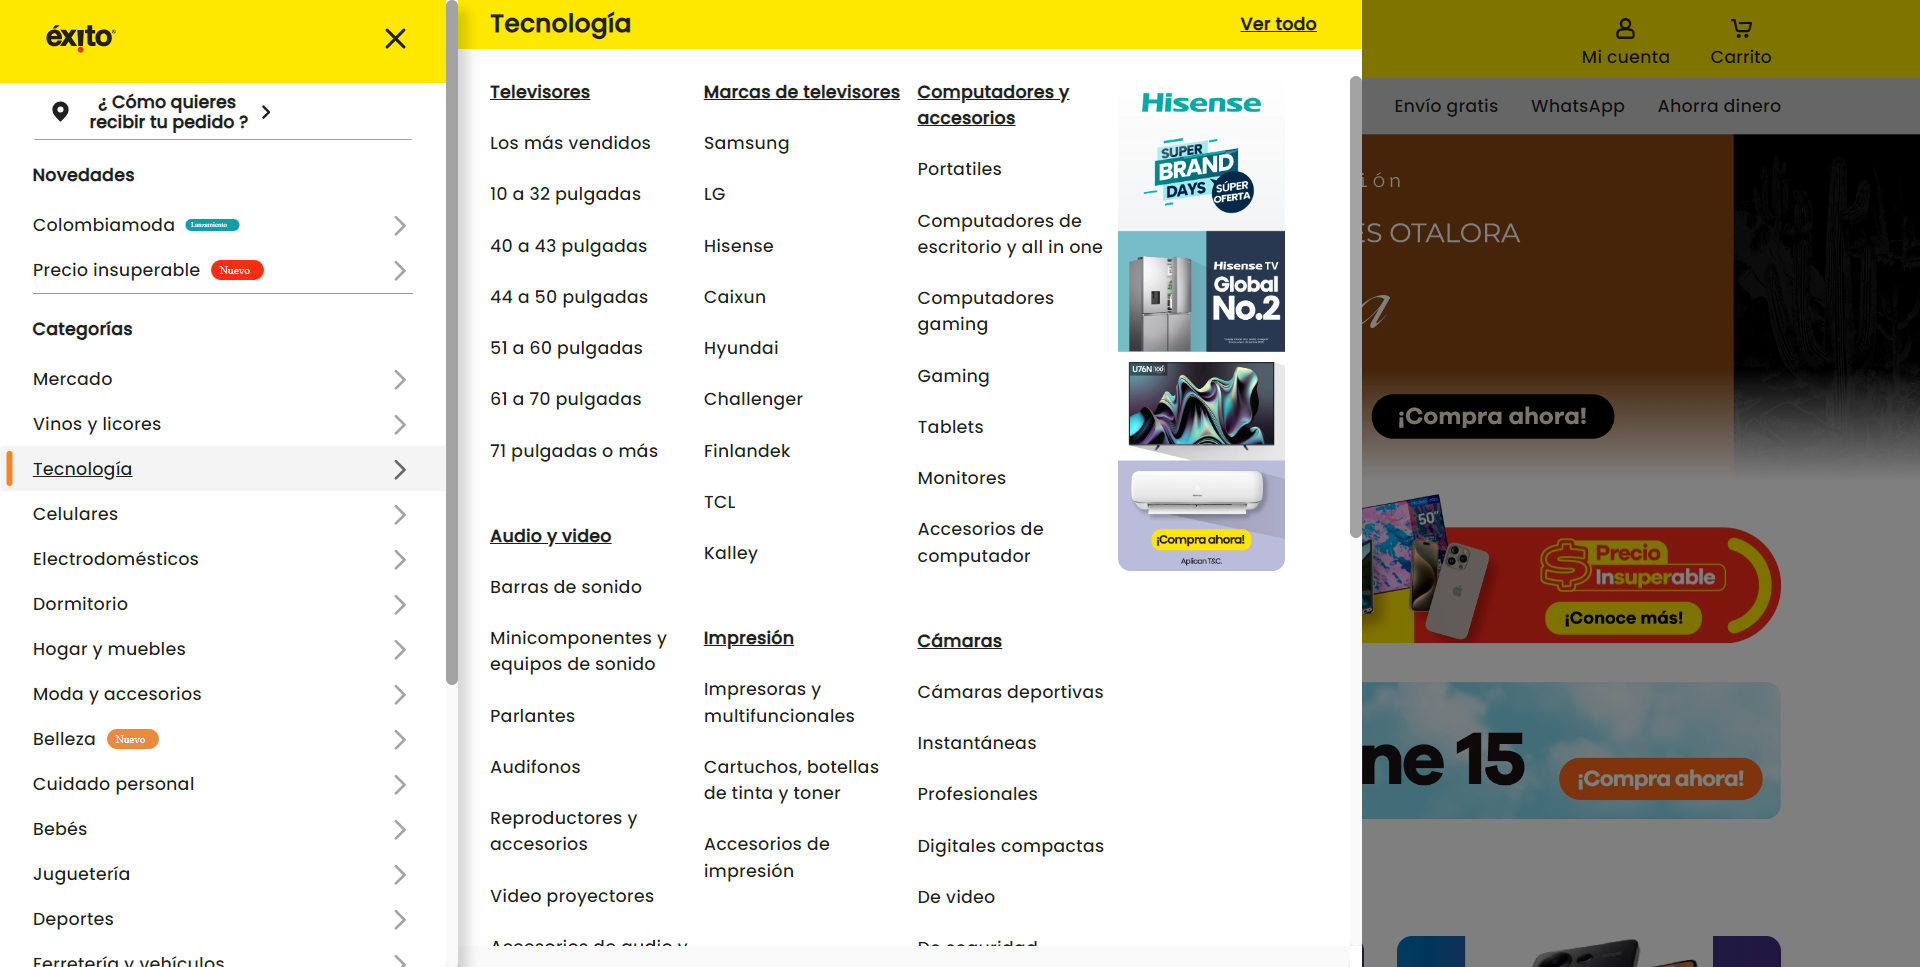 éxito
¿ Cómo quieres
recibir tu pedido ?
Novedades
Colombiamoda Lanzamiento
Precio insuperable Nuevo
Categorías
Mercado
Vinos y licores
Tecnología
Celulares
Electrodomésticos
Dormitorio
Hogar y muebles
Moda y accesorios
Belleza Nuevo
Cuidado personal
Bebés
Juguetería
Deportes
Ferretería y vehículos
Tecnología
Ver todo
Televisores
Los más vendidos
10 a 32 pulgadas
40 a 43 pulgadas
44 a 50 pulgadas
51 a 60 pulgadas
61 a 70 pulgadas
71 pulgadas o más
Audio y video
Barras de sonido
Minicomponentes y
equipos de sonido
Parlantes
Audifonos
Reproductores y
accesorios
Video proyectores
Accesorios de audio y
Marcas de televisores
Samsung
LG
Hisense
Caixun
Hyundai
Challenger
Finlandek
TCL
Kalley
Impresión
Impresoras y
multifuncionales
Cartuchos, botellas
de tinta y toner
Accesorios de
impresión
Computadores y
accesorios
Portatiles
Computadores de
escritorio y all in one
Computadores
gaming
Gaming
Tablets
Monitores
Accesorios de
computador
Cámaras
Cámaras deportivas
Instantáneas
Profesionales
Digitales compactas
De video
De seguridad
Hisense
SUPER
BRAND
DAYS
SÚPER
OFERTA
Hisense TV
Global
No.2
U76N
¡Compra ahora!
Aplican T&C.
Mi cuenta
Carrito
Envío gratis
WhatsApp
Ahorra dinero
ión
ES OTALORA
a
¡Compra ahora!
50"
Precio
Insuperable
¡Conoce más!
ne 15
¡Compra ahora!